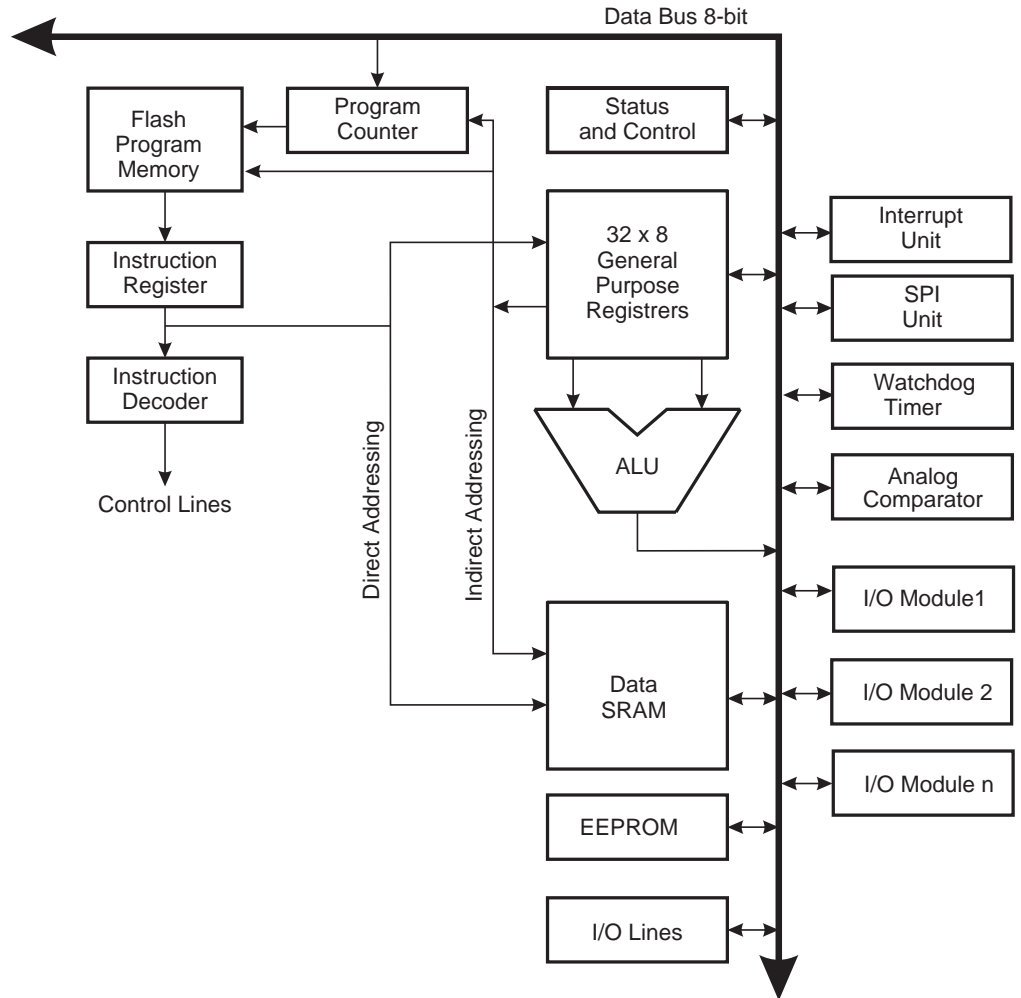 Data Bus 8-bit
Flash
Program
Memory
Program
Counter
Status
and Control
32 x 8
General
Purpose
Registrers
Interrupt
Unit
Instruction
Register
SPI
Unit
Instruction
Decoder
Watchdog
Timer
Control Lines
Direct Addressing
Indirect Addressing
ALU
Analog
Comparator
I/O Module1
Data
SRAM
I/O Module 2
I/O Module n
EEPROM
I/O Lines